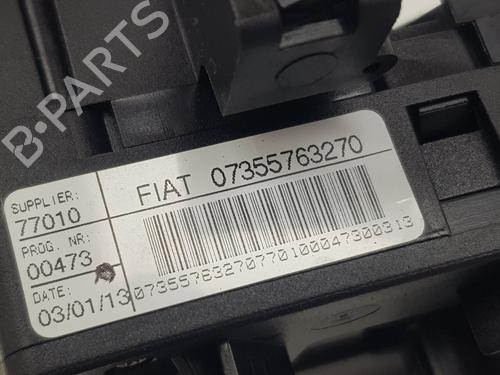 B-PARTS
SUPPLIER:
77010
PROG. NR:
00473
DATE:
03/01/13
FIAT 07355763270
07355763270770100047300313